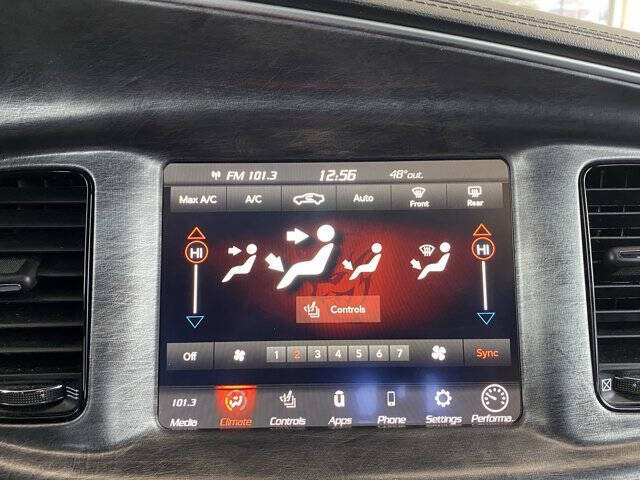 FM 101.3 12:56 48° out.
Max A/C A/C Auto Front Rear
HI HI
Controls
Off 1 2 3 4 5 6 7 Sync
101.3
Media Climate Controls Apps Phone Settings Performa.